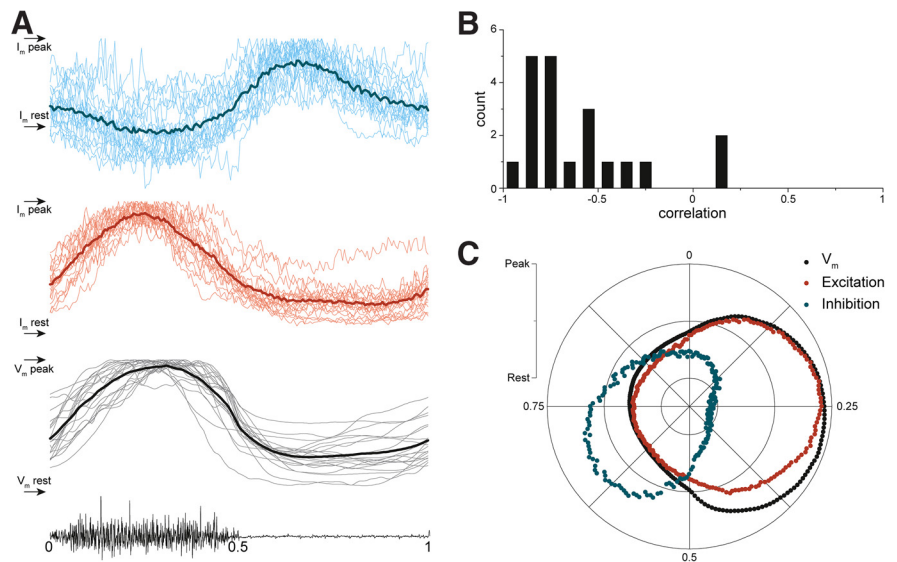 A
Im peak
Im rest
Im peak
Im rest
Vm peak
Vm rest
0
0.5
1
B
6
4
2
0
count
-1
-0.5
0
0.5
1
correlation
C
0
Peak
Rest
0.75
0.25
0.5
Vm
Excitation
Inhibition